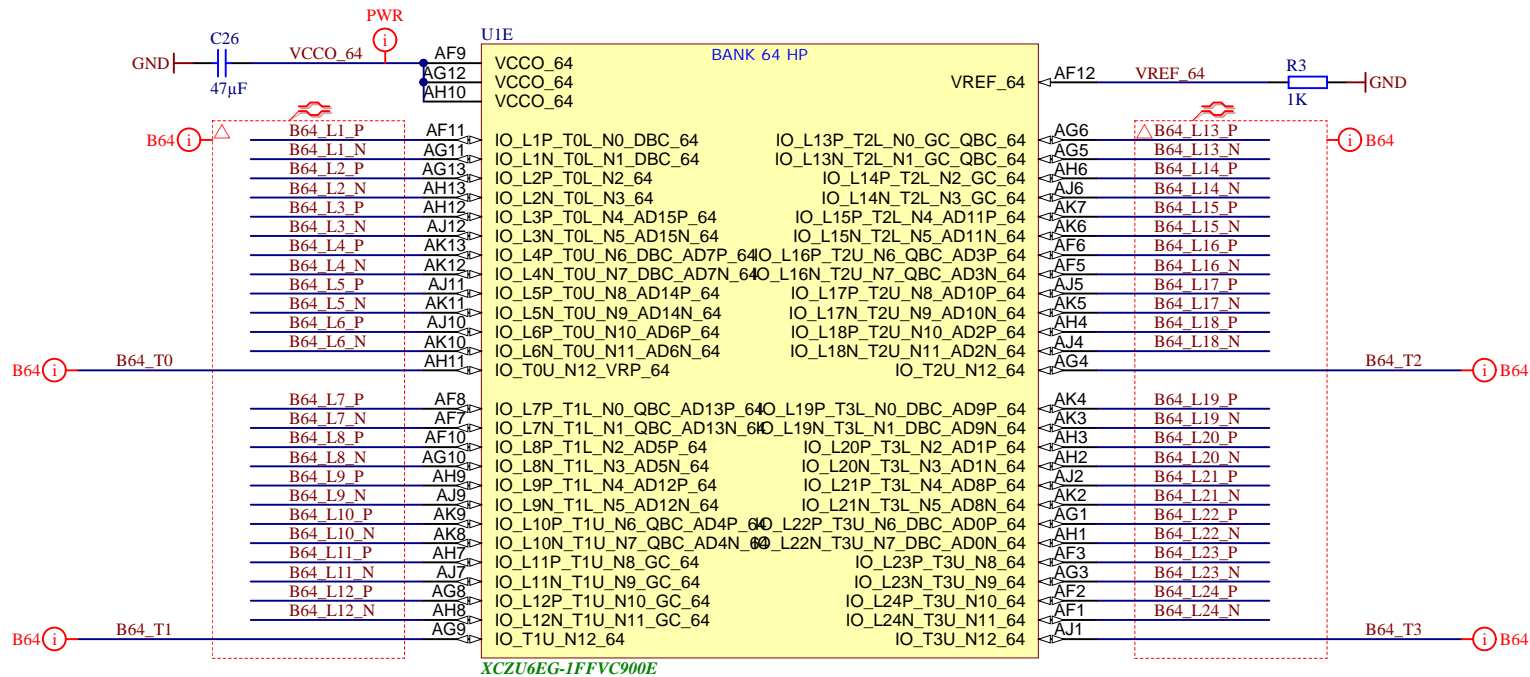 PWR
C26
VCCO_64
GND
47µF
U1E
BANK 64 HP
AF9 VCCO_64
AG12 VCCO_64
AH10 VCCO_64
VREF_64 AF12 VREF_64
R3
1K
GND
B64
B64
B64_L1_P AF11 IO_L1P_T0L_N0_DBC_64 IO_L13P_T2L_N0_GC_QBC_64 AG6 B64_L13_P
B64_L1_N AG11 IO_L1N_T0L_N1_DBC_64 IO_L13N_T2L_N1_GC_QBC_64 AG5 B64_L13_N
B64_L2_P AG13 IO_L2P_T0L_N2_64 IO_L14P_T2L_N2_GC_64 AH6 B64_L14_P
B64_L2_N AH13 IO_L2N_T0L_N3_64 IO_L14N_T2L_N3_GC_64 AJ6 B64_L14_N
B64_L3_P AH12 IO_L3P_T0L_N4_AD15P_64 IO_L15P_T2L_N4_AD11P_64 AK7 B64_L15_P
B64_L3_N AJ12 IO_L3N_T0L_N5_AD15N_64 IO_L15N_T2L_N5_AD11N_64 AK6 B64_L15_N
B64_L4_P AK13 IO_L4P_T0U_N6_DBC_AD7P_64 IO_L16P_T2U_N6_QBC_AD3P_64 AF6 B64_L16_P
B64_L4_N AK12 IO_L4N_T0U_N7_DBC_AD7N_64 IO_L16N_T2U_N7_QBC_AD3N_64 AF5 B64_L16_N
B64_L5_P AJ11 IO_L5P_T0U_N8_AD14P_64 IO_L17P_T2U_N8_AD10P_64 AJ5 B64_L17_P
B64_L5_N AK11 IO_L5N_T0U_N9_AD14N_64 IO_L17N_T2U_N9_AD10N_64 AK5 B64_L17_N
B64_L6_P AJ10 IO_L6P_T0U_N10_AD6P_64 IO_L18P_T2U_N10_AD2P_64 AH4 B64_L18_P
B64_L6_N AK10 IO_L6N_T0U_N11_AD6N_64 IO_L18N_T2U_N11_AD2N_64 AJ4 B64_L18_N
B64 B64_T0 AH11 IO_T0U_N12_VRP_64 IO_T2U_N12_64 AG4 B64_T2 B64
B64_L7_P AF8 IO_L7P_T1L_N0_QBC_AD13P_64 IO_L19P_T3L_N0_DBC_AD9P_64 AK4 B64_L19_P
B64_L7_N AF7 IO_L7N_T1L_N1_QBC_AD13N_64 IO_L19N_T3L_N1_DBC_AD9N_64 AK3 B64_L19_N
B64_L8_P AF10 IO_L8P_T1L_N2_AD5P_64 IO_L20P_T3L_N2_AD1P_64 AH3 B64_L20_P
B64_L8_N AG10 IO_L8N_T1L_N3_AD5N_64 IO_L20N_T3L_N3_AD1N_64 AH2 B64_L20_N
B64_L9_P AH9 IO_L9P_T1L_N4_AD12P_64 IO_L21P_T3L_N4_AD8P_64 AJ2 B64_L21_P
B64_L9_N AJ9 IO_L9N_T1L_N5_AD12N_64 IO_L21N_T3L_N5_AD8N_64 AK2 B64_L21_N
B64_L10_P AK9 IO_L10P_T1U_N6_QBC_AD4P_64 IO_L22P_T3U_N6_DBC_AD0P_64 AG1 B64_L22_P
B64_L10_N AK8 IO_L10N_T1U_N7_QBC_AD4N_64 IO_L22N_T3U_N7_DBC_AD0N_64 AH1 B64_L22_N
B64_L11_P AH7 IO_L11P_T1U_N8_GC_64 IO_L23P_T3U_N8_64 AF3 B64_L23_P
B64_L11_N AJ7 IO_L11N_T1U_N9_GC_64 IO_L23N_T3U_N9_64 AG3 B64_L23_N
B64_L12_P AG8 IO_L12P_T1U_N10_GC_64 IO_L24P_T3U_N10_64 AF2 B64_L24_P
B64_L12_N AH8 IO_L12N_T1U_N11_GC_64 IO_L24N_T3U_N11_64 AF1 B64_L24_N
B64 B64_T1 AG9 IO_T1U_N12_64 IO_T3U_N12_64 AJ1 B64_T3 B64
XCZU6EG-1FFVC900E